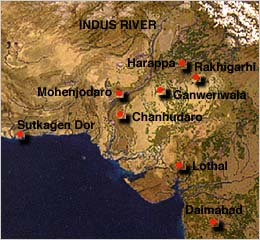 INDUS RIVER
Harappa
Rakhigarhi
Mohenjodaro
Ganweriwala
Chanhudaro
Sutkagen Dor
Lothal
Daimabad